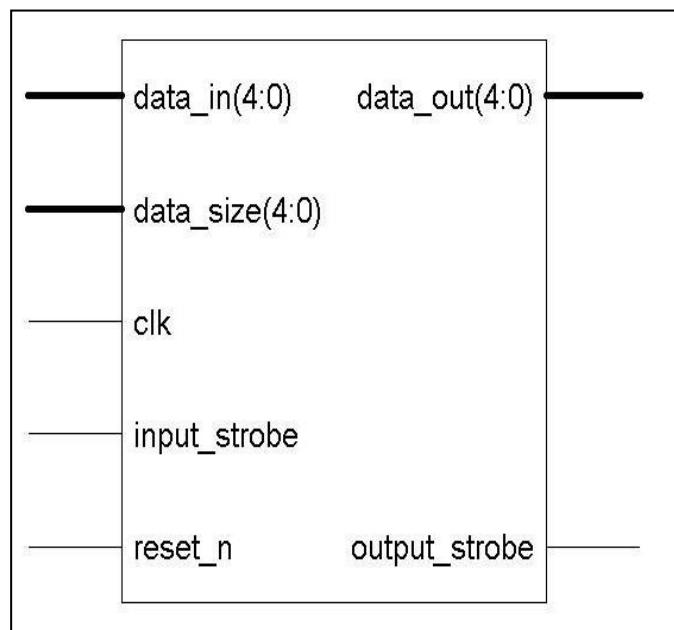 data_in(4:0) data_out(4:0)
data_size(4:0)
clk
input_strobe
reset_n output_strobe